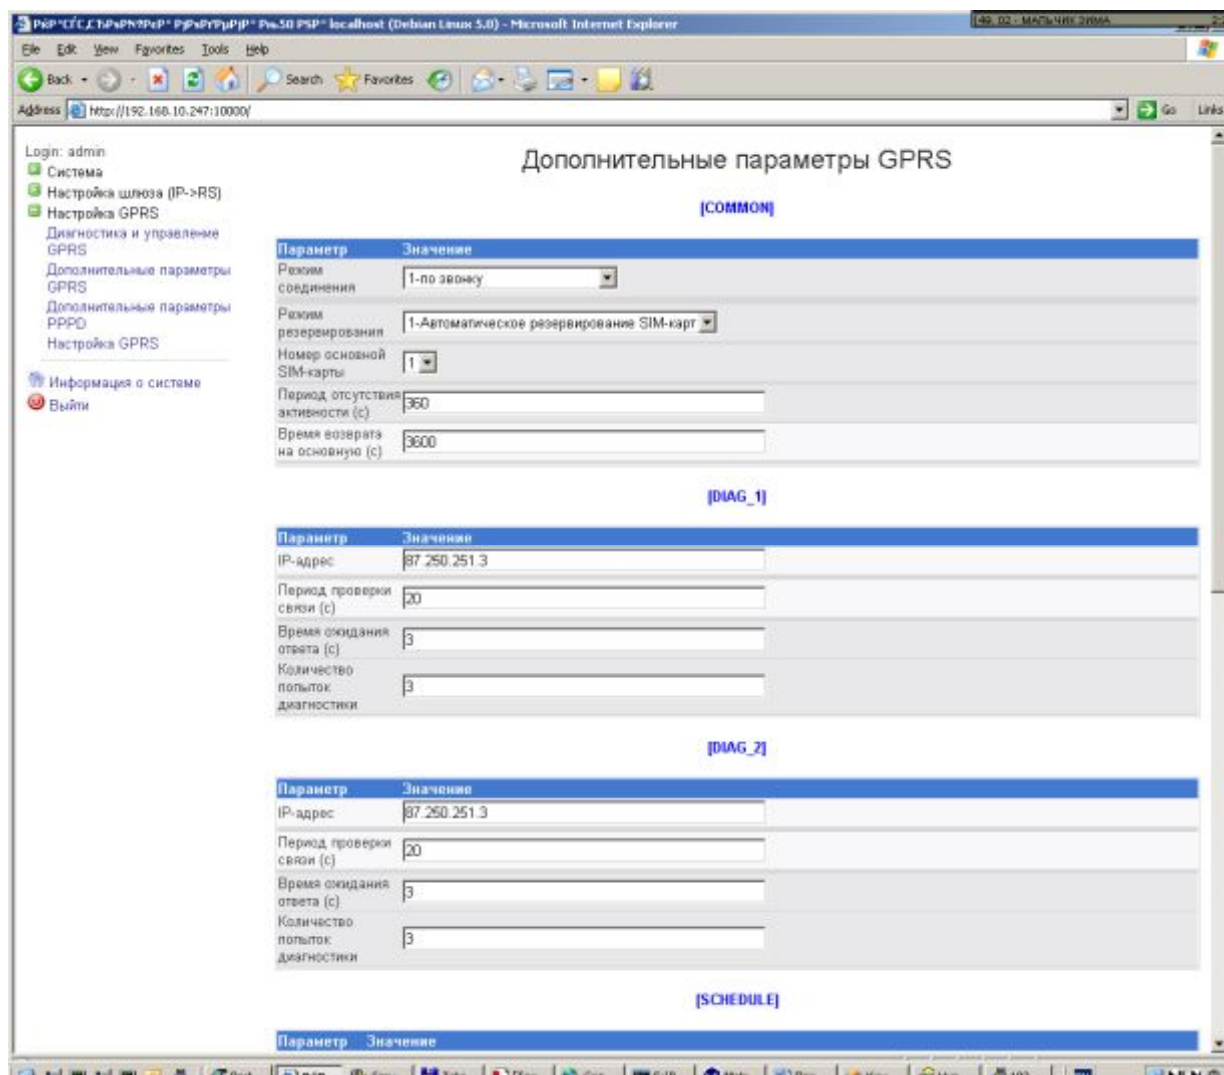 localhost (Debian Linux 5.0) - Microsoft Internet Explorer
49. 02 - МАЛЬЧИК ЗИМА
File Edit View Favorites Tools Help
Back Search Favorites
Address http://192.168.10.247:10000/ Go Links
Login: admin
Система
Настройка шлюза (IP->RS)
Настройка GPRS
Диагностика и управление
GPRS
Дополнительные параметры
GPRS
Дополнительные параметры
PPPD
Настройка GPRS
Информация о системе
Выйти
Дополнительные параметры GPRS
[COMMON]
Параметр Значение
Режим
соединения
1-по звонку
Режим
резервирования
1-Автоматическое резервирование SIM-карт
Номер основной
SIM-карты
1
Период отсутствия
активности (с)
360
Время возврата
на основную (с)
3600
[DIAG_1]
Параметр Значение
IP-адрес 87.250.251.3
Период проверки
связи (с)
20
Время ожидания
ответа (с)
3
Количество
попыток
диагностики
3
[DIAG_2]
Параметр Значение
IP-адрес 87.250.251.3
Период проверки
связи (с)
20
Время ожидания
ответа (с)
3
Количество
попыток
диагностики
3
[SCHEDULE]
Параметр Значение